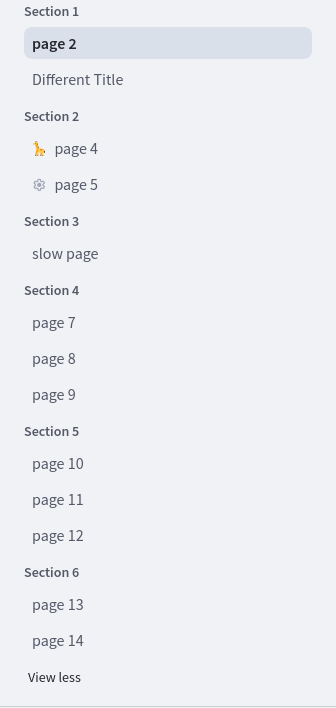 Section 1
page 2
Different Title
Section 2
page 4
page 5
Section 3
slow page
Section 4
page 7
page 8
page 9
Section 5
page 10
page 11
page 12
Section 6
page 13
page 14
View less